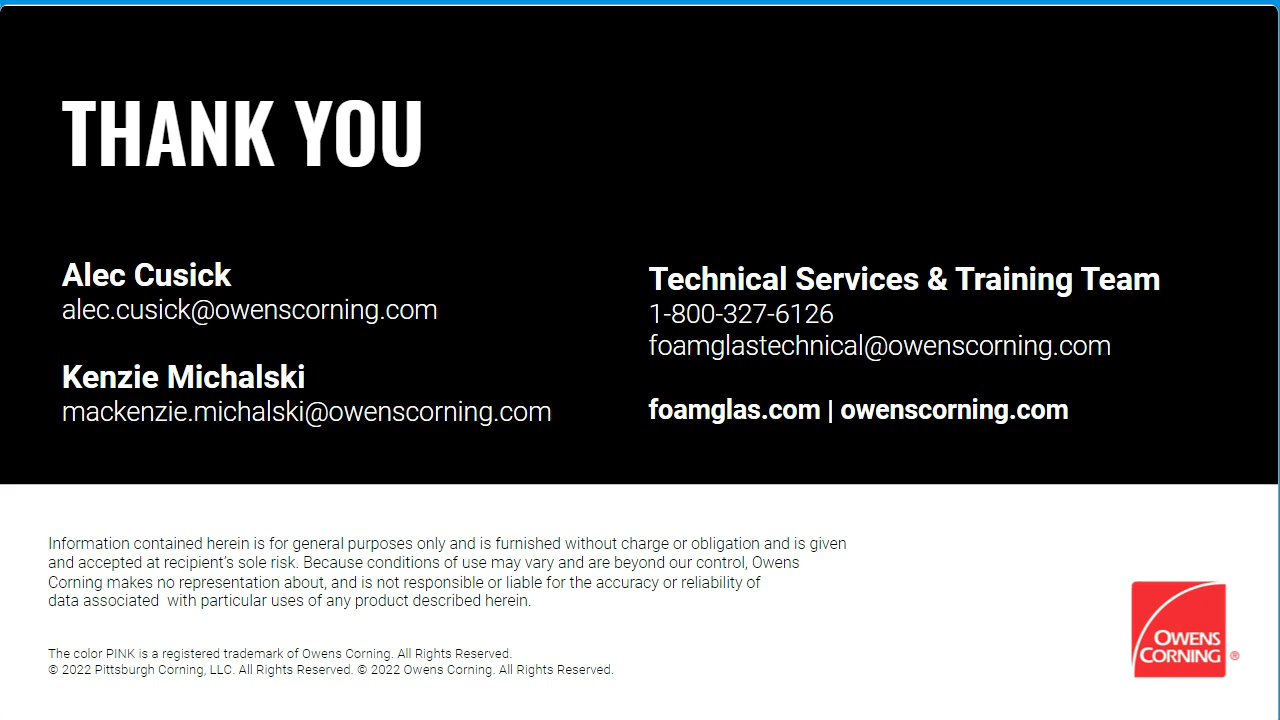 THANK YOU
Alec Cusick
alec.cusick@owenscorning.com
Kenzie Michalski
mackenzie.michalski@owenscorning.com
Technical Services & Training Team
1-800-327-6126
foamglastechnical@owenscorning.com
foamglas.com | owenscorning.com
Information contained herein is for general purposes only and is furnished without charge or obligation and is given
and accepted at recipient’s sole risk. Because conditions of use may vary and are beyond our control, Owens
Corning makes no representation about, and is not responsible or liable for the accuracy or reliability of
data associated  with particular uses of any product described herein.
The color PINK is a registered trademark of Owens Corning. All Rights Reserved.
© 2022 Pittsburgh Corning, LLC. All Rights Reserved. © 2022 Owens Corning. All Rights Reserved.
OWENS
CORNING ®